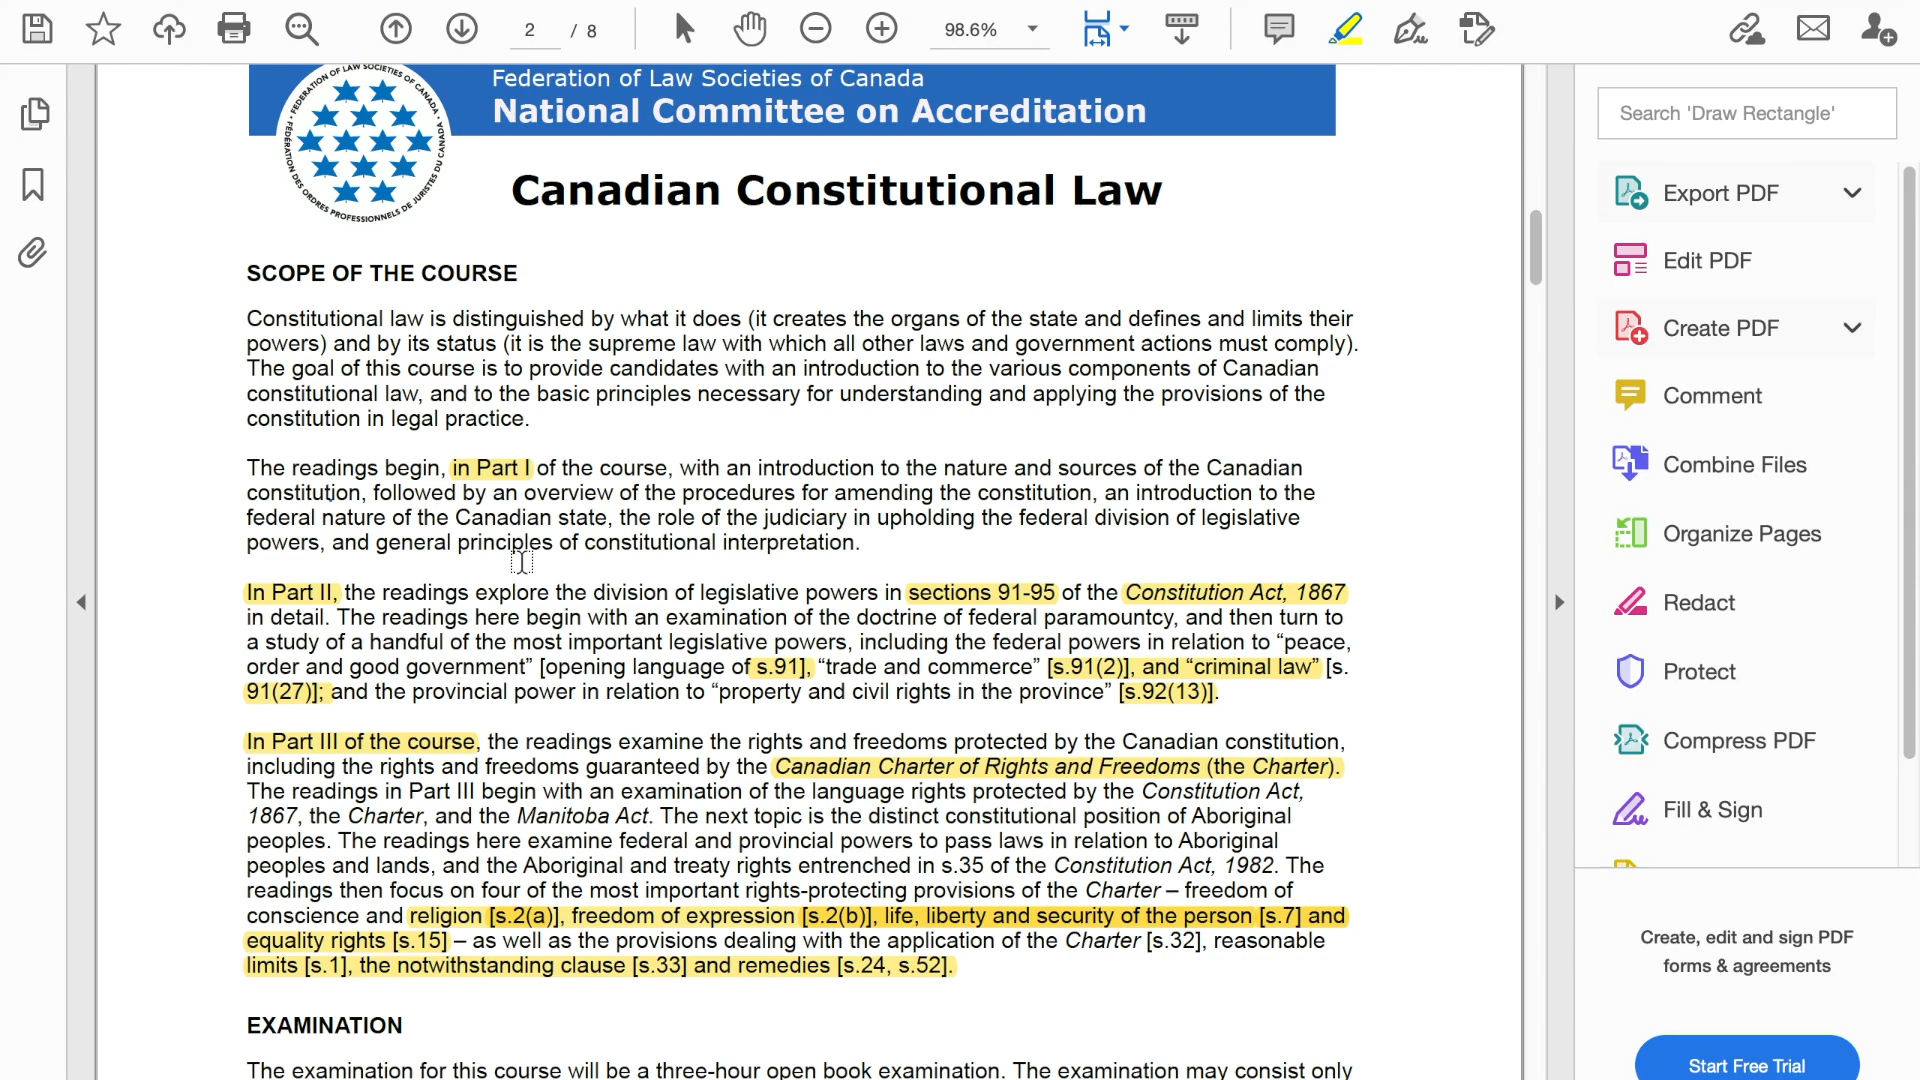 2 / 8
98.6%
Federation of Law Societies of Canada
National Committee on Accreditation
FEDERATION OF LAW SOCIETIES OF CANADA • FÉDÉRATION DES ORDRES PROFESSIONNELS DE JURISTES DU CANADA •
Canadian Constitutional Law
SCOPE OF THE COURSE
Constitutional law is distinguished by what it does (it creates the organs of the state and defines and limits their
powers) and by its status (it is the supreme law with which all other laws and government actions must comply).
The goal of this course is to provide candidates with an introduction to the various components of Canadian
constitutional law, and to the basic principles necessary for understanding and applying the provisions of the
constitution in legal practice.
The readings begin, in Part I of the course, with an introduction to the nature and sources of the Canadian
constitution, followed by an overview of the procedures for amending the constitution, an introduction to the
federal nature of the Canadian state, the role of the judiciary in upholding the federal division of legislative
powers, and general principles of constitutional interpretation.
In Part II, the readings explore the division of legislative powers in sections 91-95 of the Constitution Act, 1867
in detail. The readings here begin with an examination of the doctrine of federal paramountcy, and then turn to
a study of a handful of the most important legislative powers, including the federal powers in relation to “peace,
order and good government” [opening language of s.91], “trade and commerce” [s.91(2)], and “criminal law” [s.
91(27)]; and the provincial power in relation to “property and civil rights in the province” [s.92(13)].
In Part III of the course, the readings examine the rights and freedoms protected by the Canadian constitution,
including the rights and freedoms guaranteed by the Canadian Charter of Rights and Freedoms (the Charter).
The readings in Part III begin with an examination of the language rights protected by the Constitution Act,
1867, the Charter, and the Manitoba Act. The next topic is the distinct constitutional position of Aboriginal
peoples. The readings here examine federal and provincial powers to pass laws in relation to Aboriginal
peoples and lands, and the Aboriginal and treaty rights entrenched in s.35 of the Constitution Act, 1982. The
readings then focus on four of the most important rights-protecting provisions of the Charter – freedom of
conscience and religion [s.2(a)], freedom of expression [s.2(b)], life, liberty and security of the person [s.7] and
equality rights [s.15] – as well as the provisions dealing with the application of the Charter [s.32], reasonable
limits [s.1], the notwithstanding clause [s.33] and remedies [s.24, s.52].
EXAMINATION
The examination for this course will be a three-hour open book examination. The examination may consist only
Search 'Draw Rectangle'
Export PDF
Edit PDF
Create PDF
Comment
Combine Files
Organize Pages
Redact
Protect
Compress PDF
Fill & Sign
Create, edit and sign PDF
forms & agreements
Start Free Trial